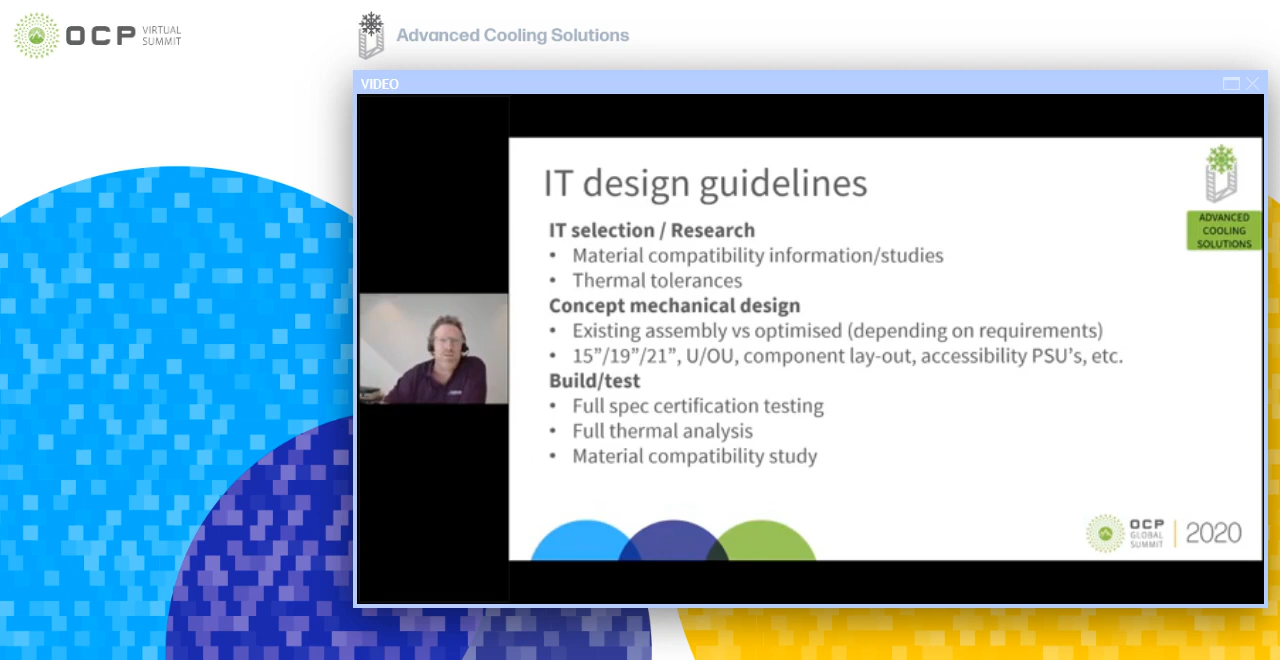 OCP VIRTUAL SUMMIT
Advanced Cooling Solutions
VIDEO
IT design guidelines
ADVANCED
COOLING
SOLUTIONS
IT selection / Research
• Material compatibility information/studies
• Thermal tolerances
Concept mechanical design
• Existing assembly vs optimised (depending on requirements)
• 15”/19”/21”, U/OU, component lay-out, accessibility PSU’s, etc.
Build/test
• Full spec certification testing
• Full thermal analysis
• Material compatibility study
OCP GLOBAL SUMMIT 2020